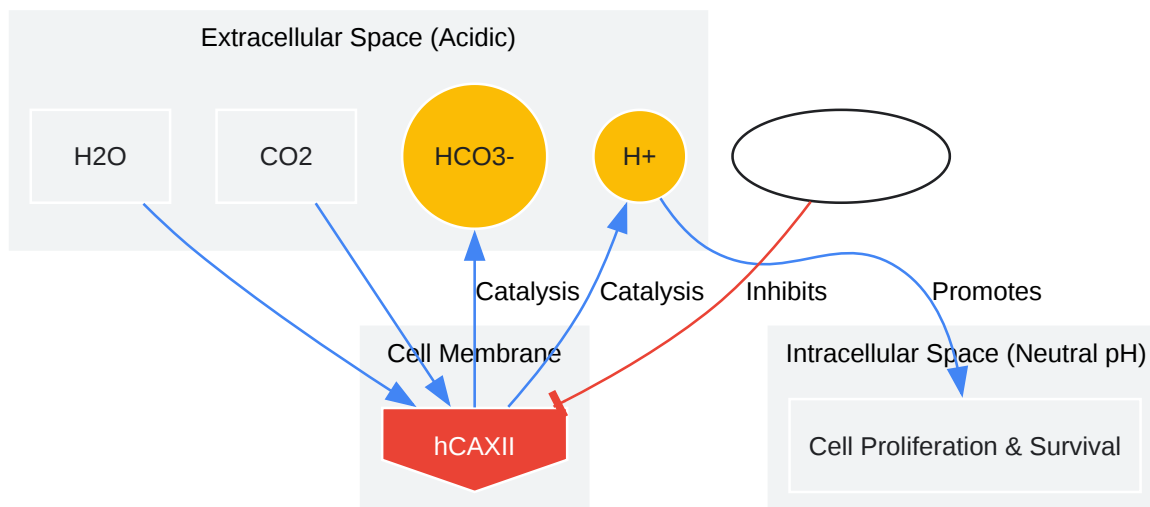 Extracellular Space (Acidic)
H2O
CO2
HCO3-
H+
Catalysis
Catalysis
Inhibits
Promotes
Cell Membrane
Intracellular Space (Neutral pH)
hCAXII
Cell Proliferation & Survival